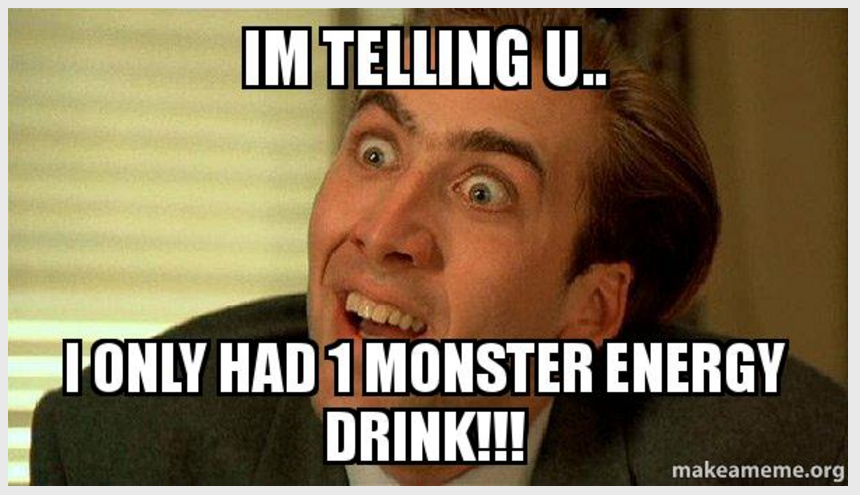 IM TELLING U..
I ONLY HAD 1 MONSTER ENERGY
DRINK!!!
makeameme.org